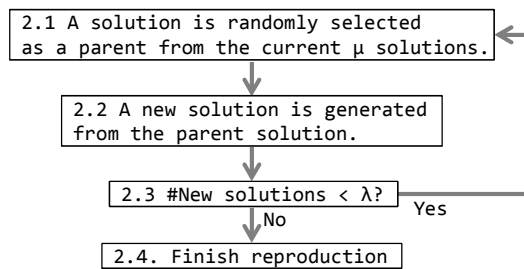 2.1 A solution is randomly selected
as a parent from the current μ solutions.
2.2 A new solution is generated
from the parent solution.
2.3 #New solutions < λ?
Yes
No
2.4. Finish reproduction